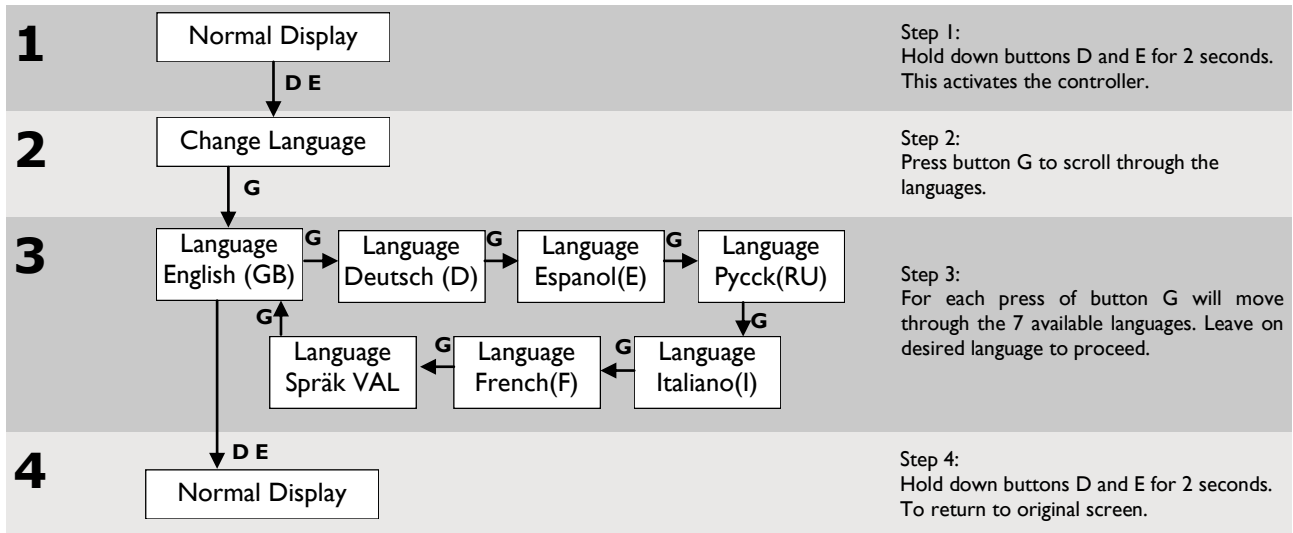 1
Normal Display
Step 1:
Hold down buttons D and E for 2 seconds.
This activates the controller.
D E
2
Change Language
Step 2:
Press button G to scroll through the
languages.
G
3
Language
English (GB)
G
Language
Deutsch (D)
G
Language
Espanol(E)
G
Language
Pycck(RU)
G
Language
Italiano(I)
G
Language
French(F)
G
Language
Spräk VAL
G
Step 3:
For each press of button G will move
through the 7 available languages. Leave on
desired language to proceed.
D E
4
Normal Display
Step 4:
Hold down buttons D and E for 2 seconds.
To return to original screen.